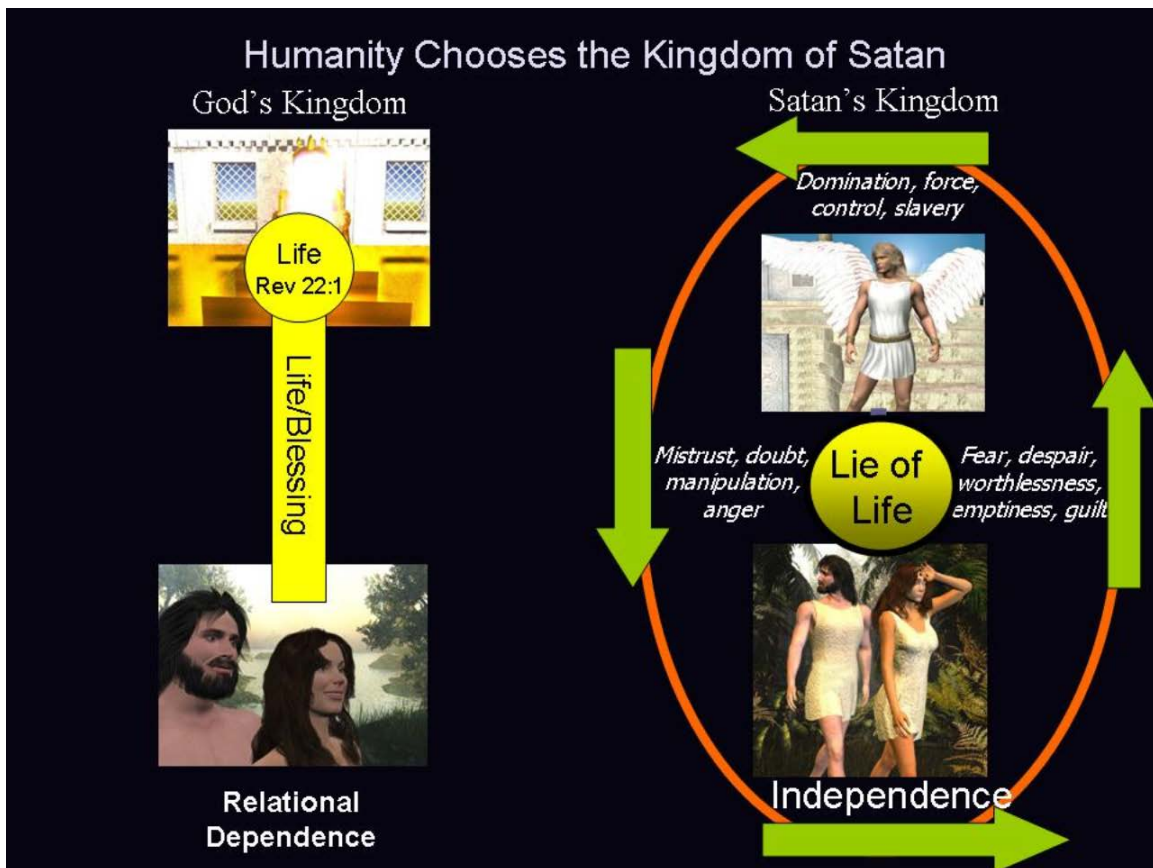 Humanity Chooses the Kingdom of Satan
God's Kingdom
Life
Rev 22:1
Life/Blessing
Relational
Dependence
Satan's Kingdom
Domination, force,
control, slavery
Mistrust, doubt,
manipulation,
anger
Lie of
Life
Fear, despair,
worthlessness,
emptiness, guilt
Independence